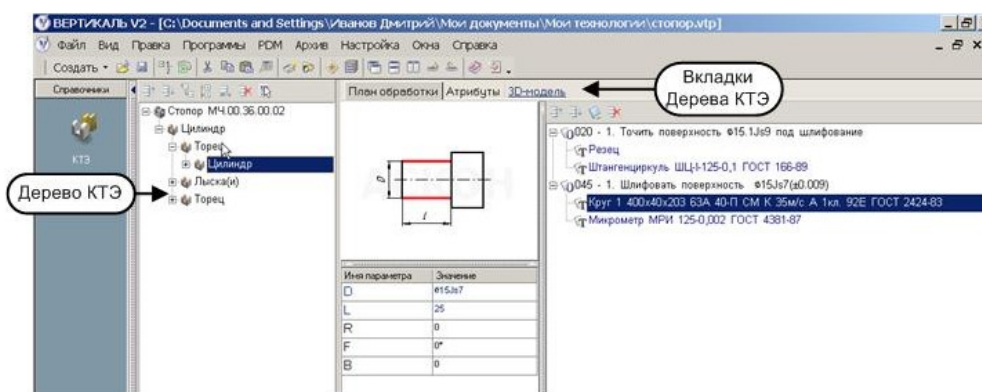 ВЕРТИКАЛЬ V2 - [C:\Documents and Settings\Иванов Дмитрий\Мои документы\Мои технологии\стопор.vtp]
Файл Вид Правка Программы PDM Архив Настройка Окна Справка
Создать
Справочники
КТЭ
Дерево КТЭ
Стопор МЧ.00.36.00.02
Цилиндр
Торец
Цилиндр
Лыска(и)
Торец
План обработки Атрибуты 3D-модель
Вкладки
Дерева КТЭ
D
l
Имя параметра Значение
D ø15Js7
L 25
R 0
F 0°
B 0
020 - 1. Точить поверхность ø15.1Js9 под шлифование
Резец
Штангенциркуль ШЦ-I-125-0,1 ГОСТ 166-89
045 - 1. Шлифовать поверхность ø15Js7(±0.009)
Круг 1 400х40х203 63А 40-П СМ К 35м/с А 1кл. 92Е ГОСТ 2424-83
Микрометр МРИ 125-0,002 ГОСТ 4381-87